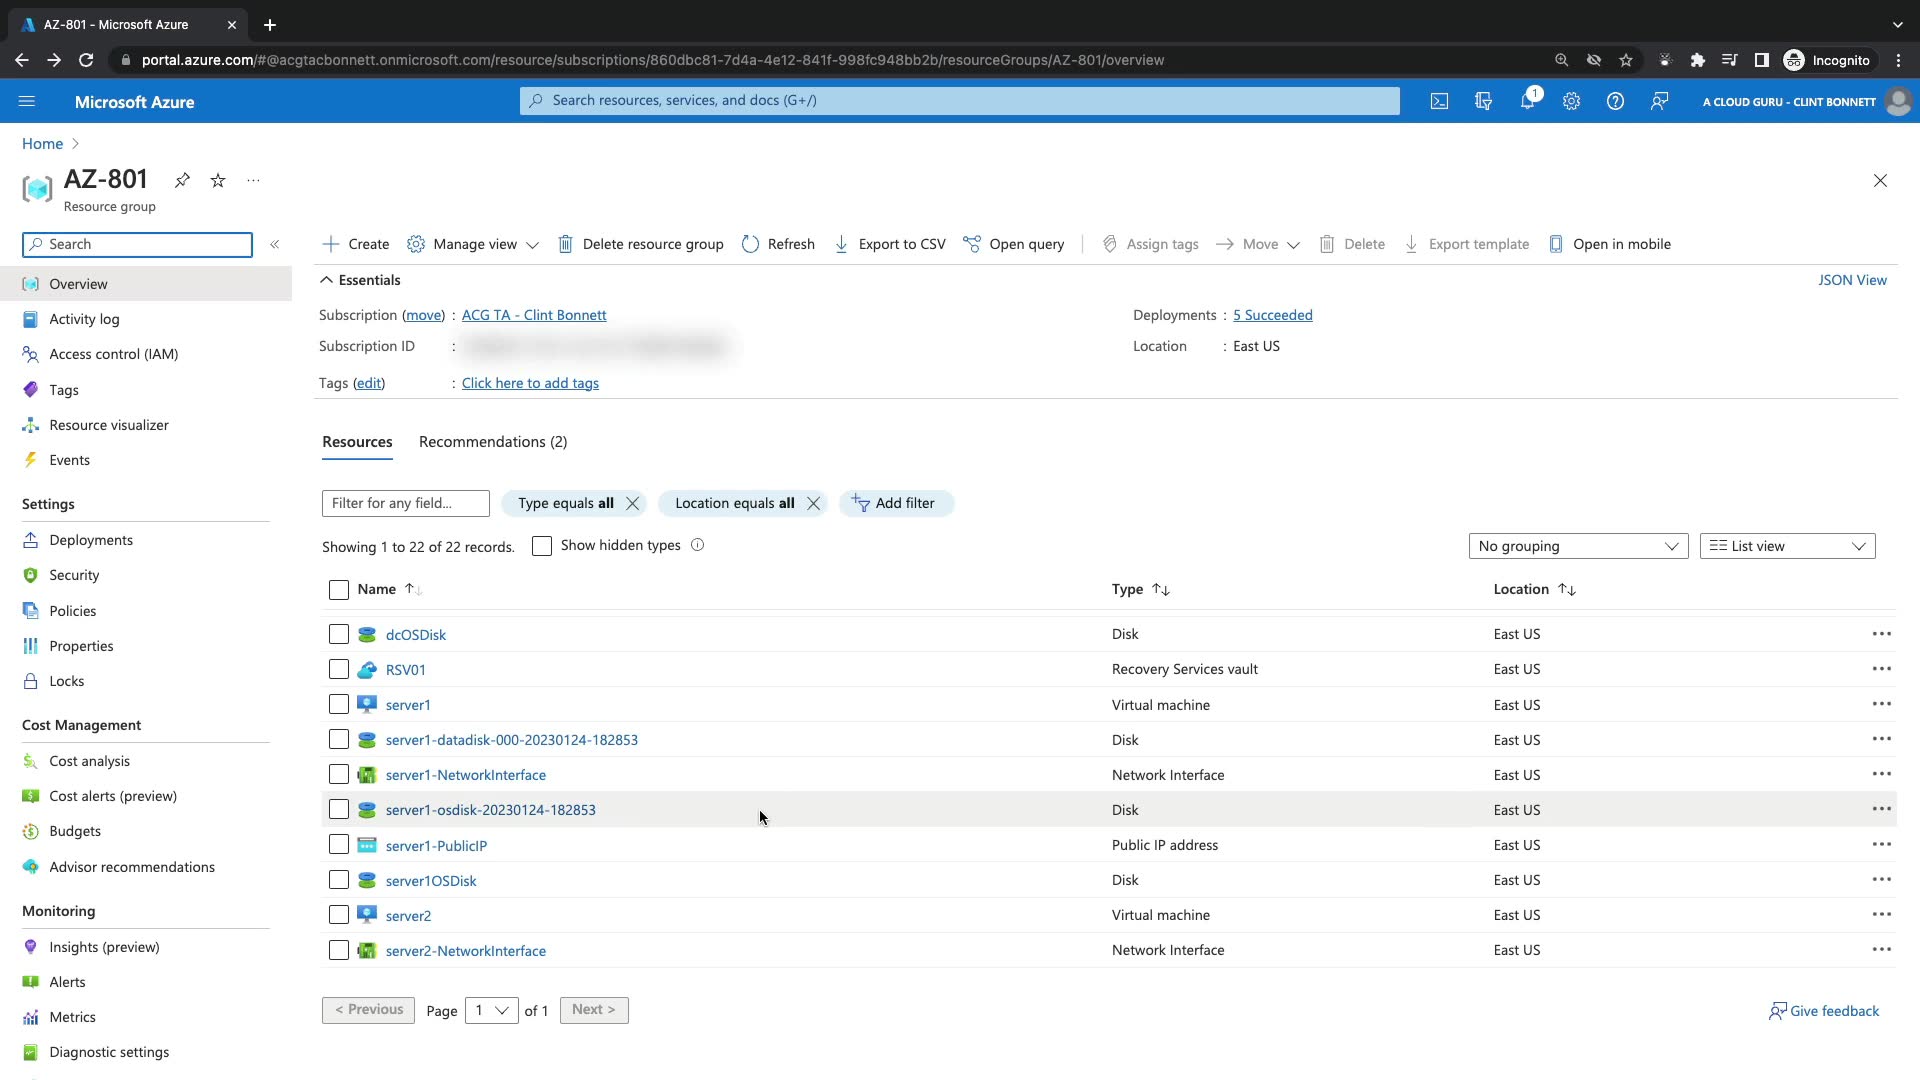 AZ-801 - Microsoft Azure
portal.azure.com/#@acgtacbonnett.onmicrosoft.com/resource/subscriptions/860dbc81-7d4a-4e12-841f-998fc948bb2b/resourceGroups/AZ-801/overview
Incognito
Microsoft Azure
Search resources, services, and docs (G+/)
1
A CLOUD GURU - CLINT BONNETT
Home
AZ-801
Resource group
Search
Create
Manage view
Delete resource group
Refresh
Export to CSV
Open query
Assign tags
Move
Delete
Export template
Open in mobile
Overview
Activity log
Access control (IAM)
Tags
Resource visualizer
Events
Settings
Deployments
Security
Policies
Properties
Locks
Cost Management
Cost analysis
Cost alerts (preview)
Budgets
Advisor recommendations
Monitoring
Insights (preview)
Alerts
Metrics
Diagnostic settings
Essentials
JSON View
Subscription (move) : ACG TA - Clint Bonnett
Deployments : 5 Succeeded
Subscription ID :
Location : East US
Tags (edit) : Click here to add tags
Resources
Recommendations (2)
Filter for any field...
Type equals all
Location equals all
Add filter
Showing 1 to 22 of 22 records.
Show hidden types
No grouping
List view
Name Type Location
dcOSDisk Disk East US
RSV01 Recovery Services vault East US
server1 Virtual machine East US
server1-datadisk-000-20230124-182853 Disk East US
server1-NetworkInterface Network Interface East US
server1-osdisk-20230124-182853 Disk East US
server1-PublicIP Public IP address East US
server1OSDisk Disk East US
server2 Virtual machine East US
server2-NetworkInterface Network Interface East US
< Previous
Page 1 of 1
Next >
Give feedback